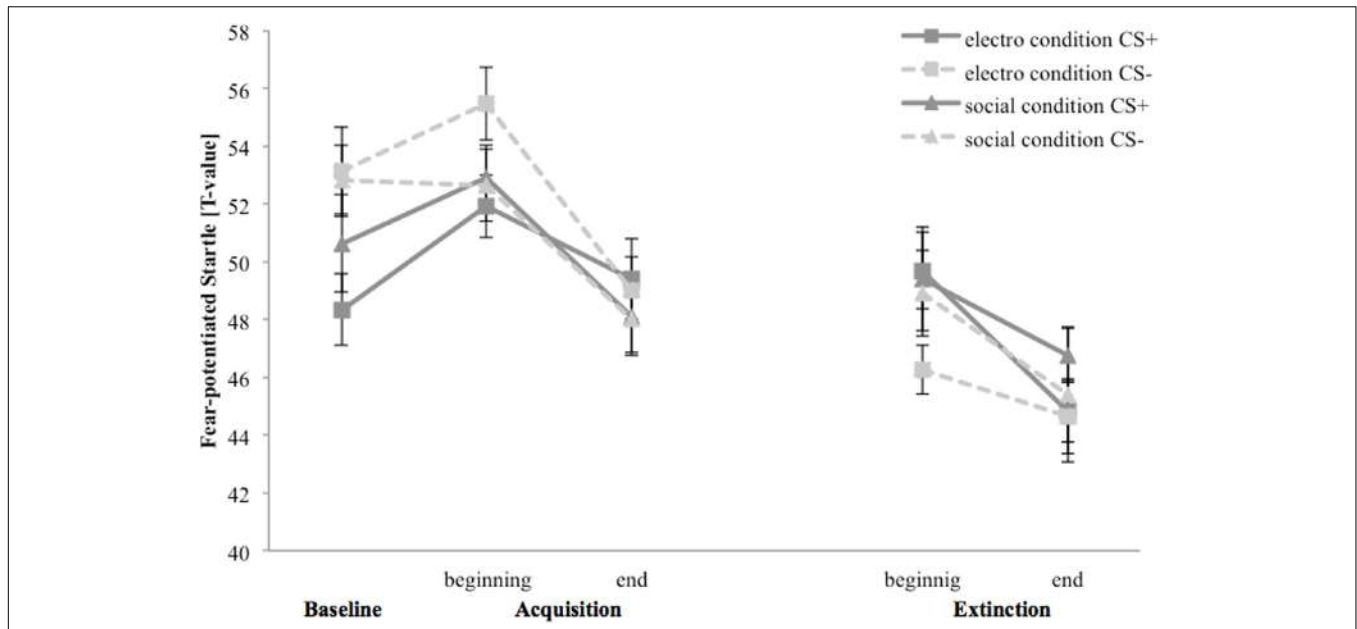 58
56
54
52
50
48
46
44
42
40
Fear-potentiated Startle [T-value]
electro condition CS+
electro condition CS-
social condition CS+
social condition CS-
beginning end beginnig end
Baseline Acquisition Extinction